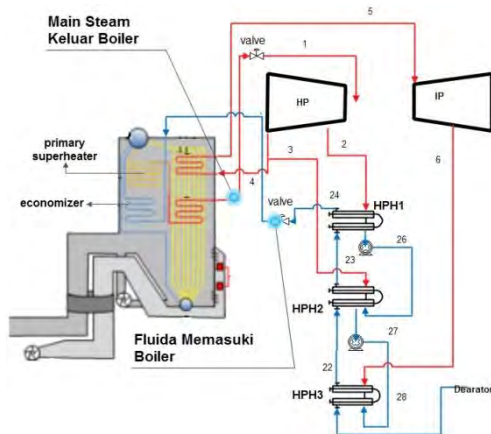 Main Steam
Keluar Boiler
valve
1
5
HP
IP
primary
superheater
2
6
3
4
economizer
24
valve
HPH1
26
23
HPH2
Fluida Memasuki
Boiler
27
22
HPH3
28
Dearator